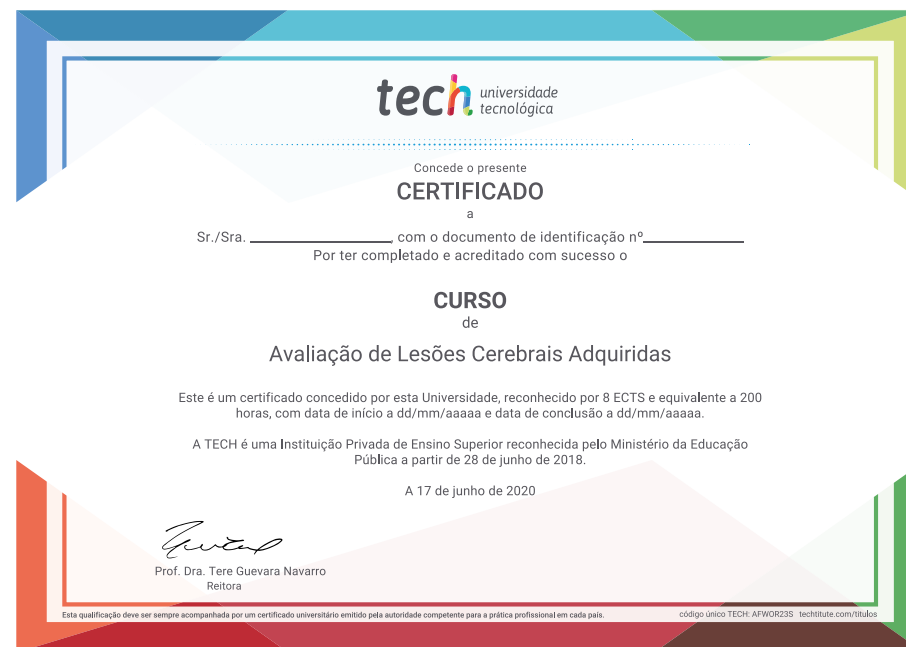 tech universidade
tecnológica
Concede o presente
CERTIFICADO
a
Sr./Sra. __________________, com o documento de identificação nº_____________
Por ter completado e acreditado com sucesso o
CURSO
de
Avaliação de Lesões Cerebrais Adquiridas
Este é um certificado concedido por esta Universidade, reconhecido por 8 ECTS e equivalente a 200
horas, com data de início a dd/mm/aaaaa e data de conclusão a dd/mm/aaaaa.
A TECH é uma Instituição Privada de Ensino Superior reconhecida pelo Ministério da Educação
Pública a partir de 28 de junho de 2018.
A 17 de junho de 2020
Prof. Dra. Tere Guevara Navarro
Reitora
Esta qualificação deve ser sempre acompanhada por um certificado universitário emitido pela autoridade competente para a prática profissional em cada país. código único TECH: AFWOR23S techtitute.com/titulos